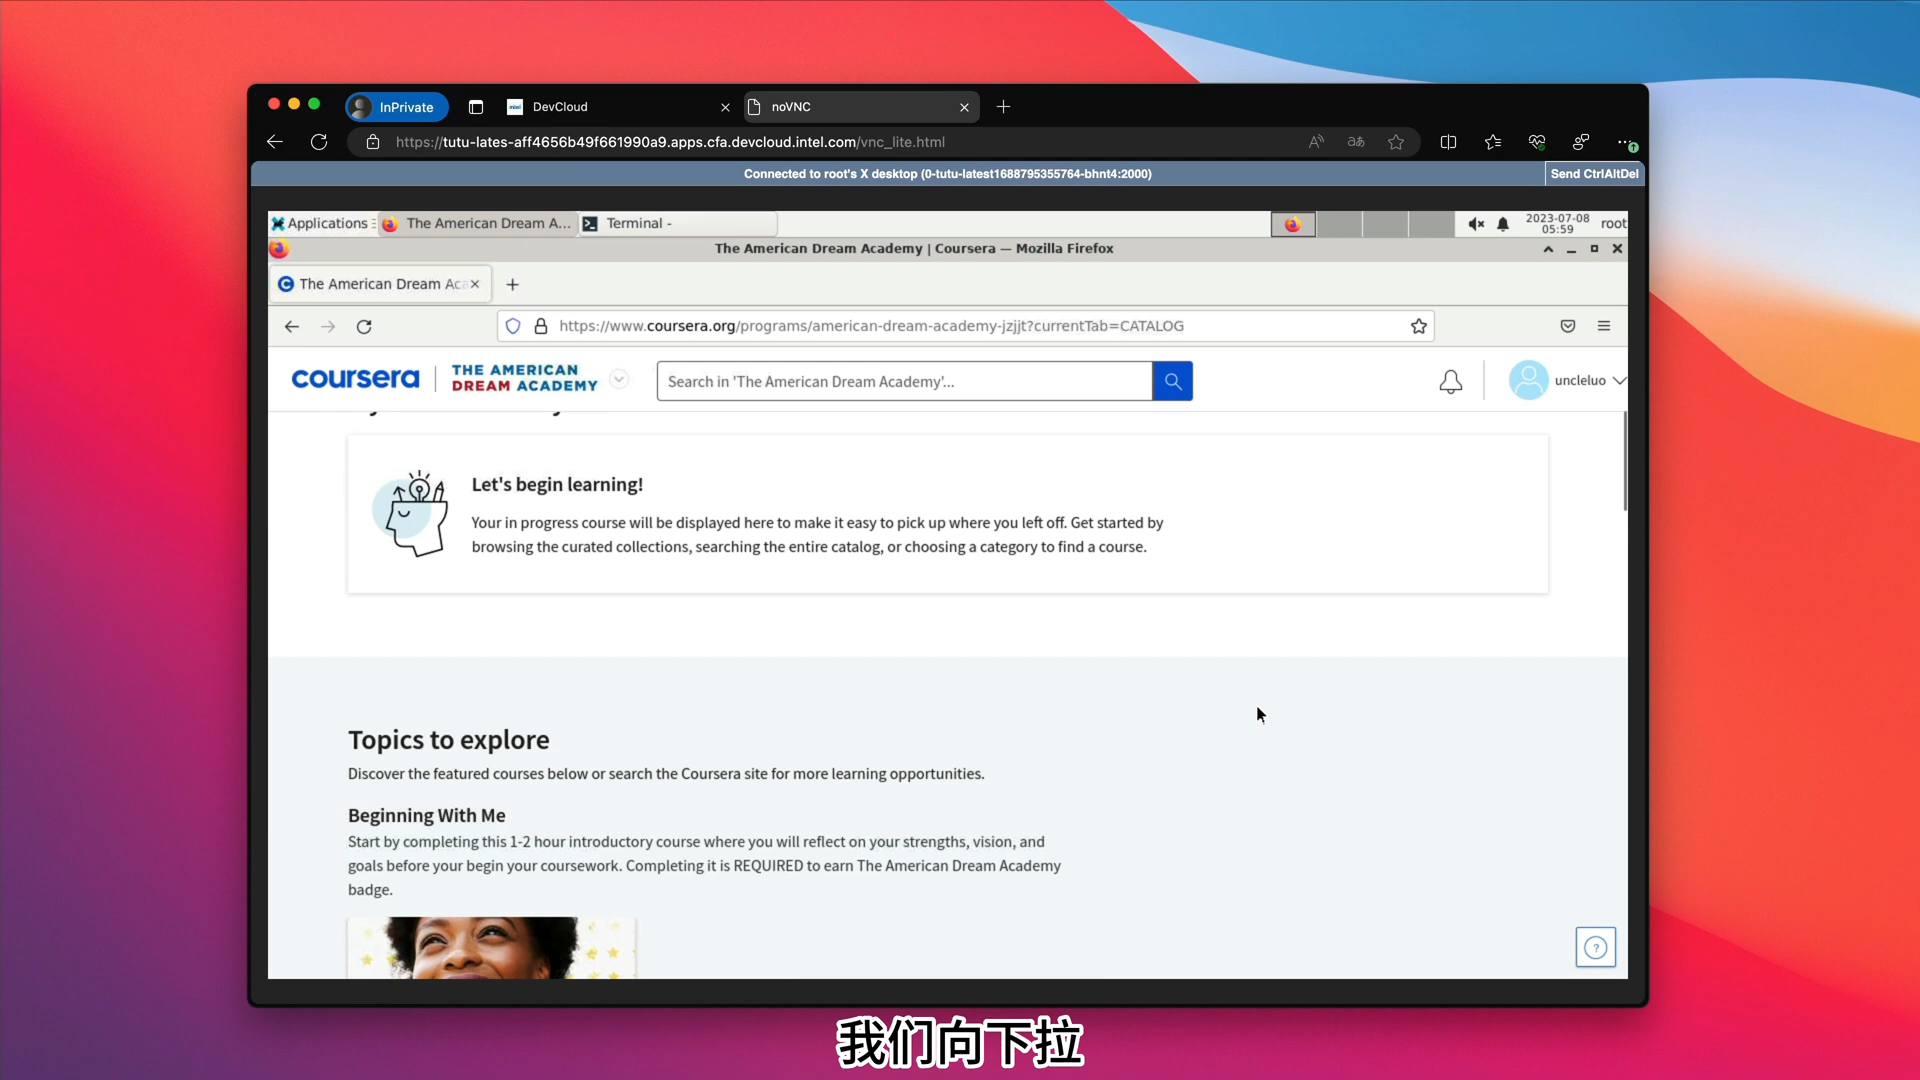 InPrivate
DevCloud
noVNC
https://tutu-lates-aff4656b49f661990a9.apps.cfa.devcloud.intel.com/vnc_lite.html
Connected to root's X desktop (0-tutu-latest1688795355764-bhnt4:2000)
Send CtrlAltDel
Applications
The American Dream A...
Terminal -
2023-07-08
05:59
root
The American Dream Academy | Coursera — Mozilla Firefox
The American Dream Aca
https://www.coursera.org/programs/american-dream-academy-jzjjt?currentTab=CATALOG
coursera
THE AMERICAN
DREAM ACADEMY
Search in 'The American Dream Academy'...
uncleluo
Let's begin learning!
Your in progress course will be displayed here to make it easy to pick up where you left off. Get started by
browsing the curated collections, searching the entire catalog, or choosing a category to find a course.
Topics to explore
Discover the featured courses below or search the Coursera site for more learning opportunities.
Beginning With Me
Start by completing this 1-2 hour introductory course where you will reflect on your strengths, vision, and
goals before your begin your coursework. Completing it is REQUIRED to earn The American Dream Academy
badge.
我们向下拉